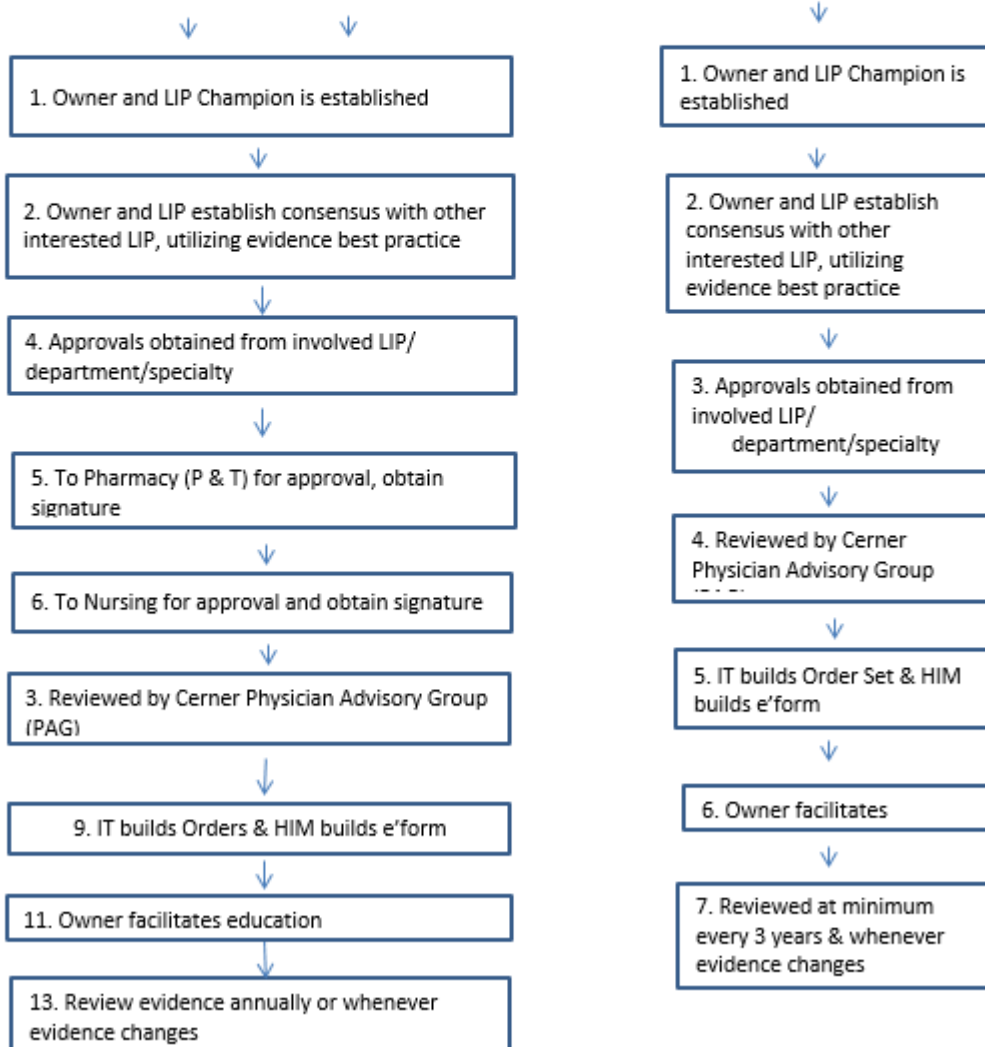 1. Owner and LIP Champion is established
2. Owner and LIP establish consensus with other
interested LIP, utilizing evidence best practice
4. Approvals obtained from involved LIP/
department/specialty
5. To Pharmacy (P & T) for approval, obtain
signature
6. To Nursing for approval and obtain signature
3. Reviewed by Cerner Physician Advisory Group
(PAG)
9. IT builds Orders & HIM builds e'form
11. Owner facilitates education
13. Review evidence annually or whenever
evidence changes
1. Owner and LIP Champion is
established
2. Owner and LIP establish
consensus with other
interested LIP, utilizing
evidence best practice
3. Approvals obtained from
involved LIP/
department/specialty
4. Reviewed by Cerner
Physician Advisory Group
5. IT builds Order Set & HIM
builds e'form
6. Owner facilitates
7. Reviewed at minimum
every 3 years & whenever
evidence changes